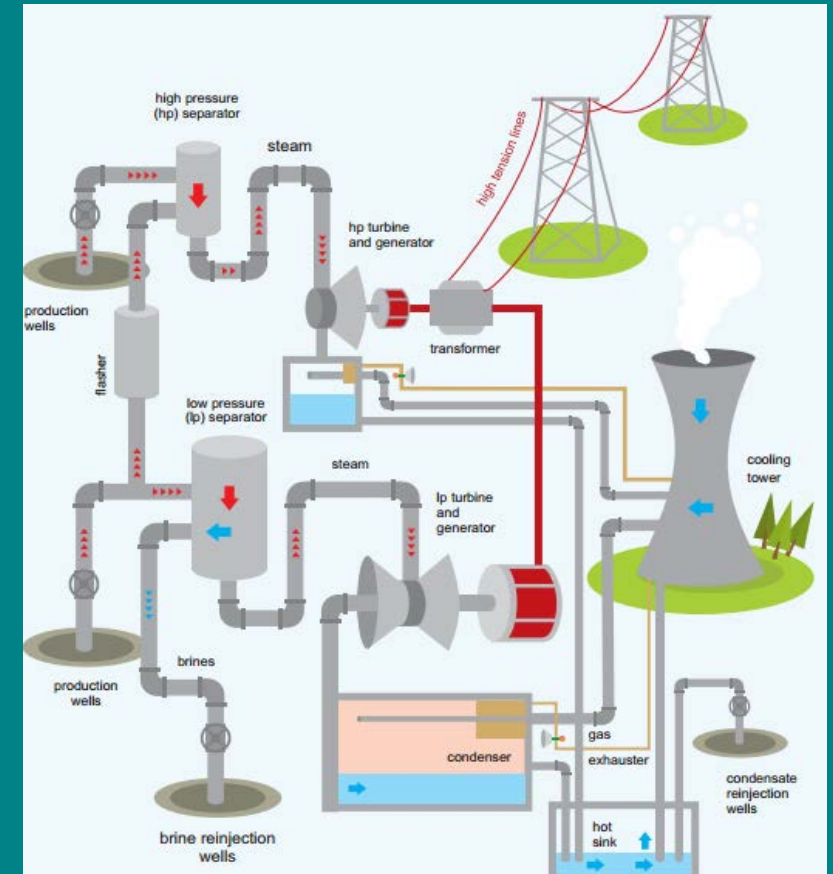 high pressure
(hp) separator
steam
high tension lines
hp turbine
and generator
production
wells
flasher
transformer
low pressure
(lp) separator
steam
lp turbine
and
generator
cooling
tower
production
wells
brines
condenser
gas
exhauster
condensate
reinjection
wells
hot
sink
brine reinjection
wells